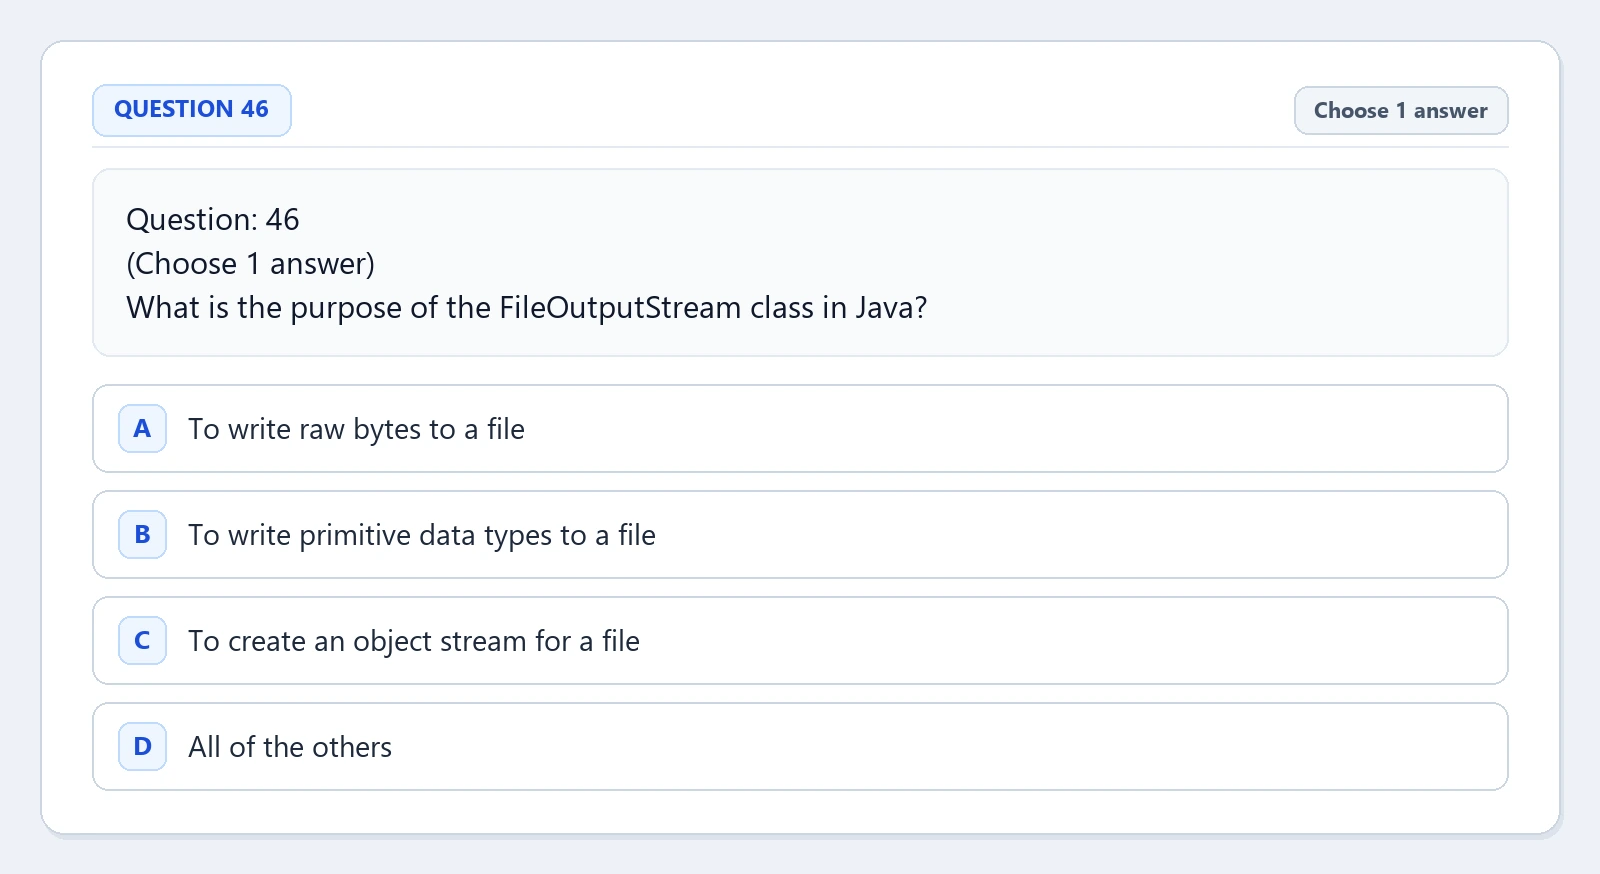 QUESTION 46
Choose 1 answer
Question: 46
(Choose 1 answer)
What is the purpose of the FileOutputStream class in Java?
A To write raw bytes to a file
B To write primitive data types to a file
C To create an object stream for a file
D All of the others